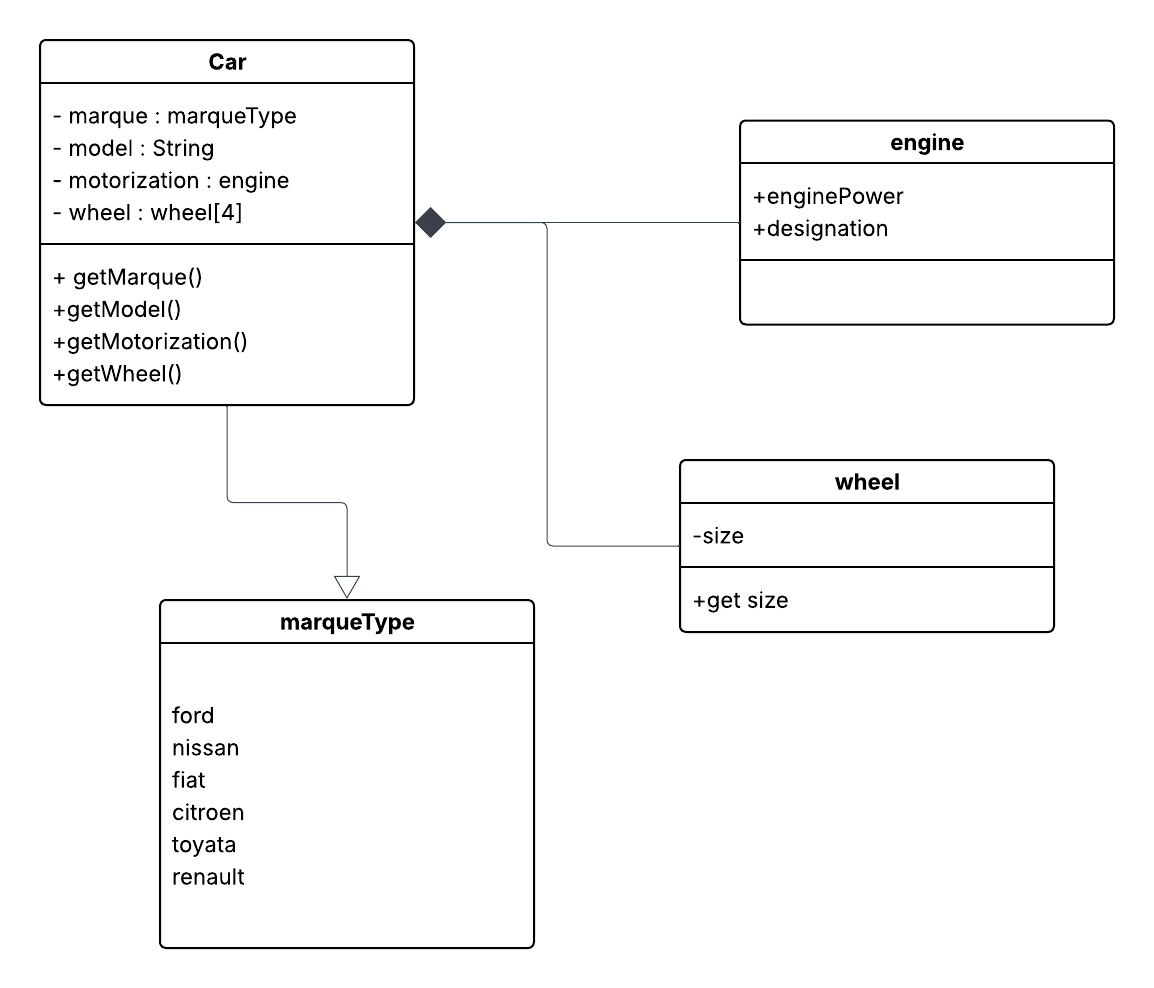 Car
- marque : marqueType
- model : String
- motorization : engine
- wheel : wheel[4]
+ getMarque()
+getModel()
+getMotorization()
+getWheel()
engine
+enginePower
+designation
wheel
-size
+get size
marqueType
ford
nissan
fiat
citroen
toyata
renault